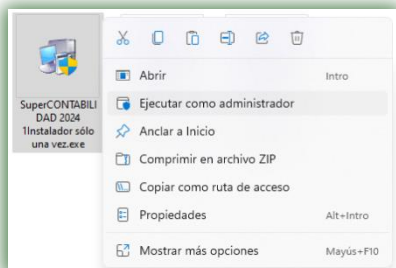 SuperCONTABILI
DAD 2024
1Instalador sólo
una vez.exe
Abrir Intro
Ejecutar como administrador
Anclar a Inicio
Comprimir en archivo ZIP
Copiar como ruta de acceso
Propiedades Alt+Intro
Mostrar más opciones Mayús+F10